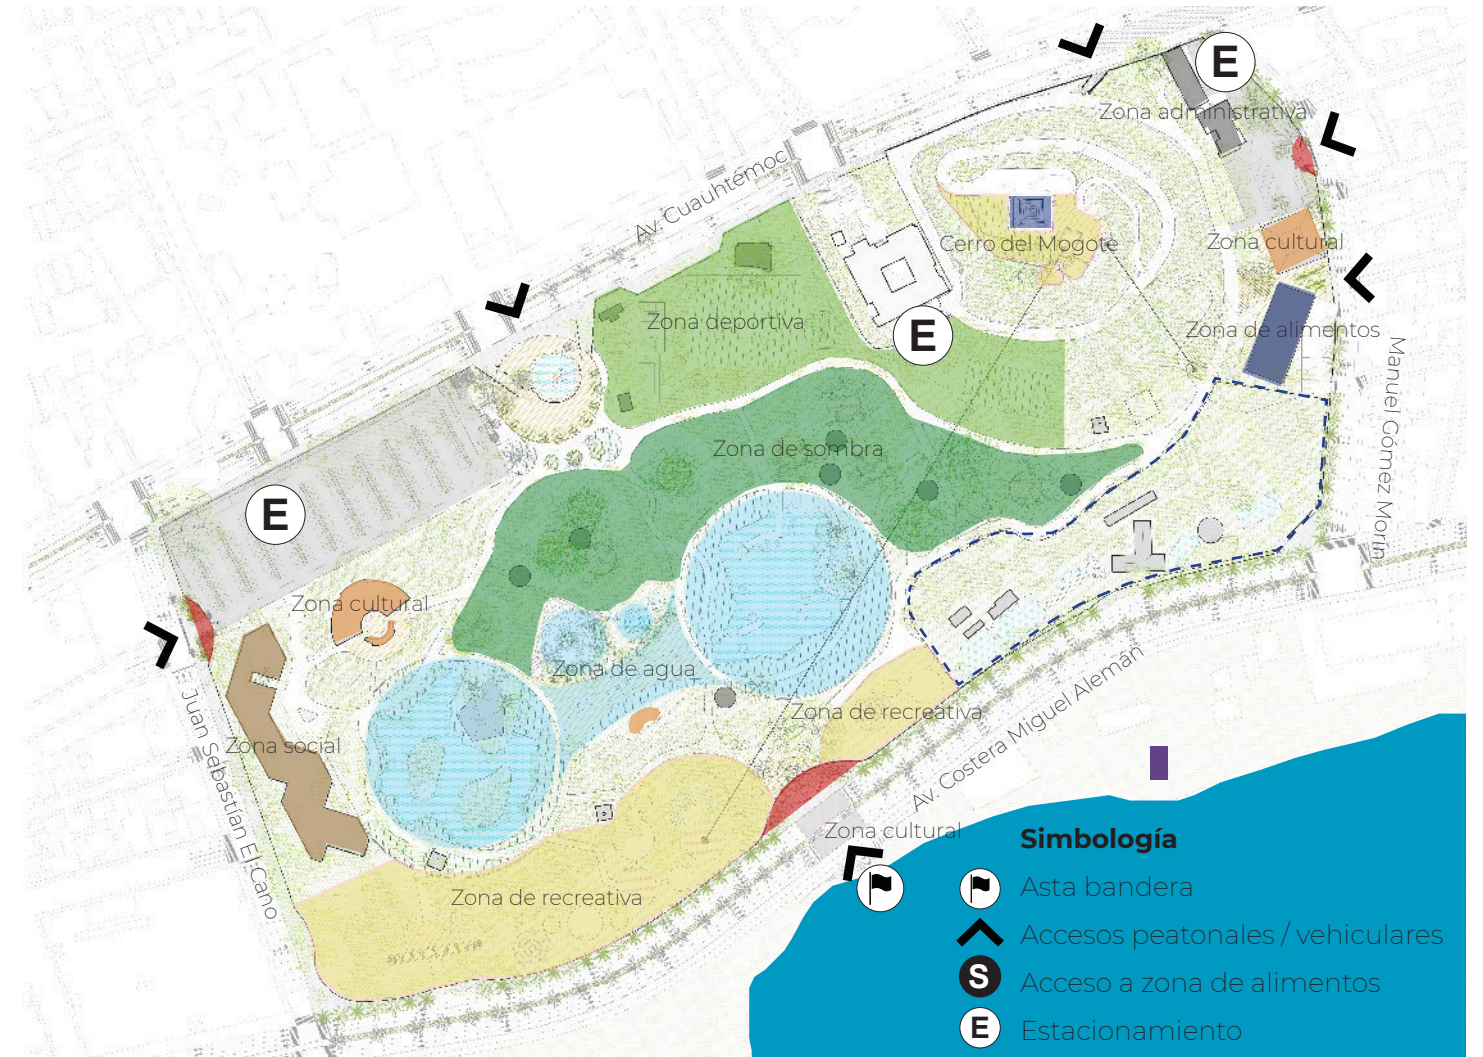 E
Zona administrativa
Av. Cuauhtémoc
Cerro del Mogote
Zona cultural
Zona deportiva
E
Zona de alimentos
Manuel Gómez Morin
Zona de sombra
E
Zona cultural
Zona de agua
Juan Sebastían El Cano
Zona social
Zona de recreativa
Av. Costera Miguel Alemán
Zona cultural
Zona de recreativa
Simbología
Asta bandera
Accesos peatonales / vehiculares
S Acceso a zona de alimentos
E Estacionamiento